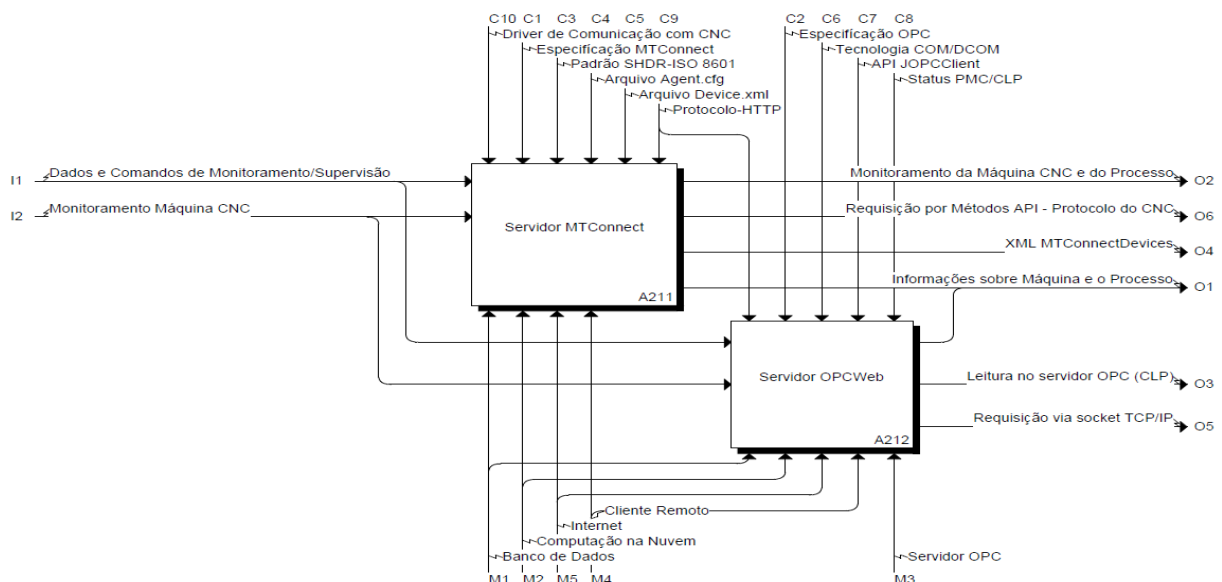 C10 C1 C3 C4 C5 C9 C2 C6 C7 C8
Driver de Comunicação com CNC
Especificação OPC
Especificação MTConnect
Tecnologia COM/DCOM
Padrão SHDR-ISO 8601
API JOPCClient
Arquivo Agent.cfg
Status PMC/CLP
Arquivo Device.xml
Protocolo-HTTP
I1 Dados e Comandos de Monitoramento/Supervisão
Monitoramento da Máquina CNC e do Processo O2
I2 Monitoramento Máquina CNC
Requisição por Métodos API - Protocolo do CNC O6
Servidor MTConnect
XML MTConnectDevices O4
Informações sobre Máquina e o Processo O1
A211
Servidor OPCWeb
Leitura no servidor OPC (CLP) O3
Requisição via socket TCP/IP O5
A212
Cliente Remoto
Internet
Computação na Nuvem
Banco de Dados
Servidor OPC
M1 M2 M5 M4 M3